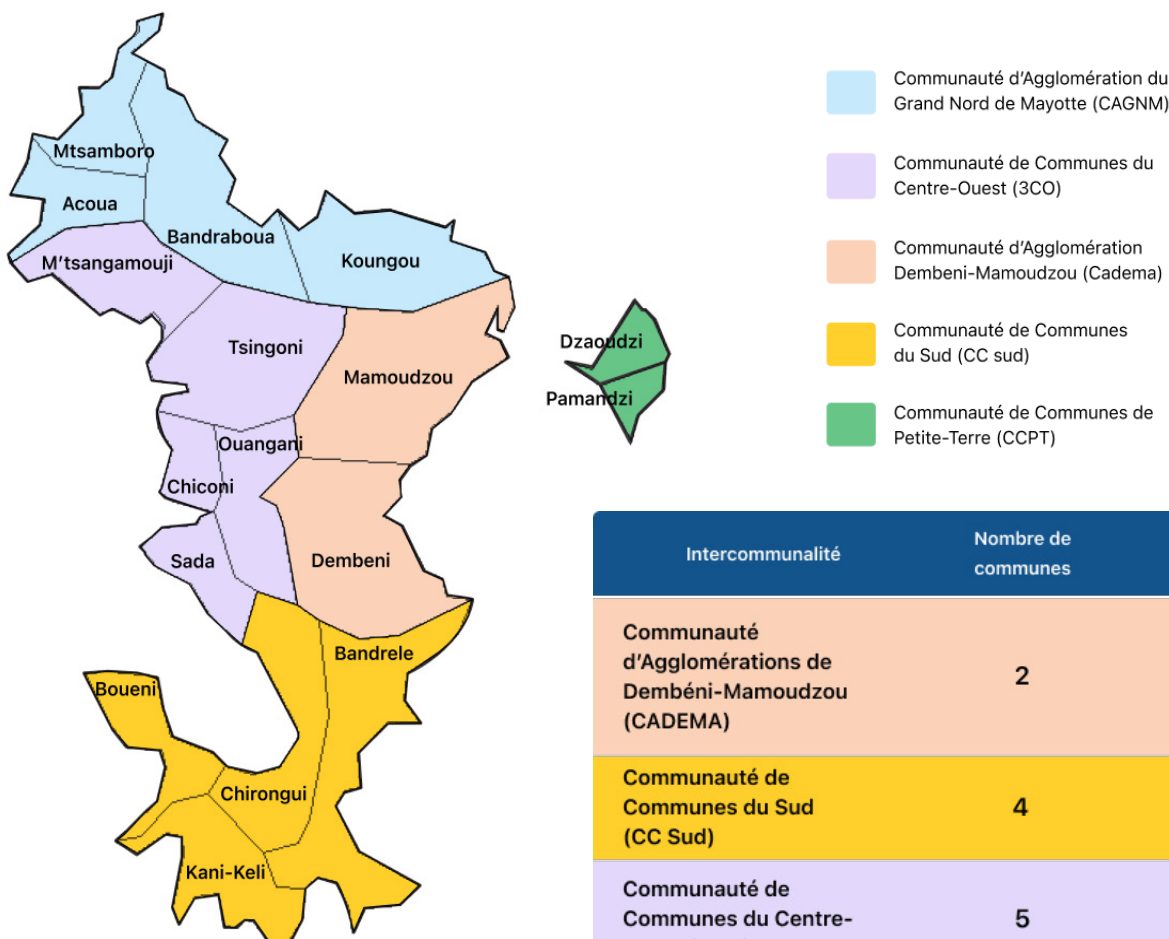 Mtsamboro
Acoua
Bandraboua
Koungou
M'tsangamouji
Tsingoni
Mamoudzou
Ouangani
Chiconi
Sada
Dembeni
Bandrele
Boueni
Chirongui
Kani-Keli
Dzaoudzi
Pamandzi
Communauté d'Agglomération du
Grand Nord de Mayotte (CAGNM)
Communauté de Communes du
Centre-Ouest (3CO)
Communauté d'Agglomération
Dembeni-Mamoudzou (Cadema)
Communauté de Communes
du Sud (CC sud)
Communauté de Communes de
Petite-Terre (CCPT)
Intercommunalité
Nombre de
communes
Communauté
d'Agglomérations de
Dembéni-Mamoudzou
(CADEMA)
2
Communauté de
Communes du Sud
(CC Sud)
4
Communauté de
Communes du Centre-
5